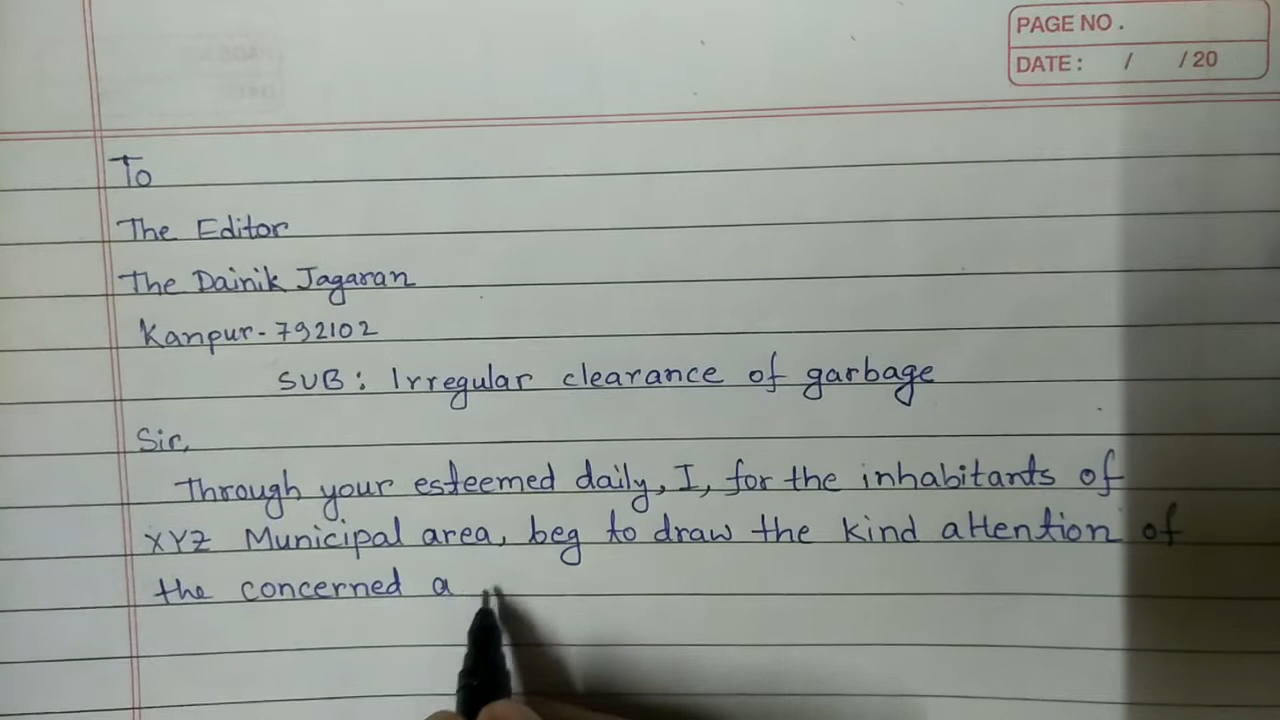 PAGE NO.
DATE: / /20
To
The Editor
The Dainik Jagaran
Kanpur-792102
SUB: Irregular clearance of garbage
Sir,
Through your esteemed daily, I, for the inhabitants of
XYZ Municipal area, beg to draw the kind attention of
the concerned a